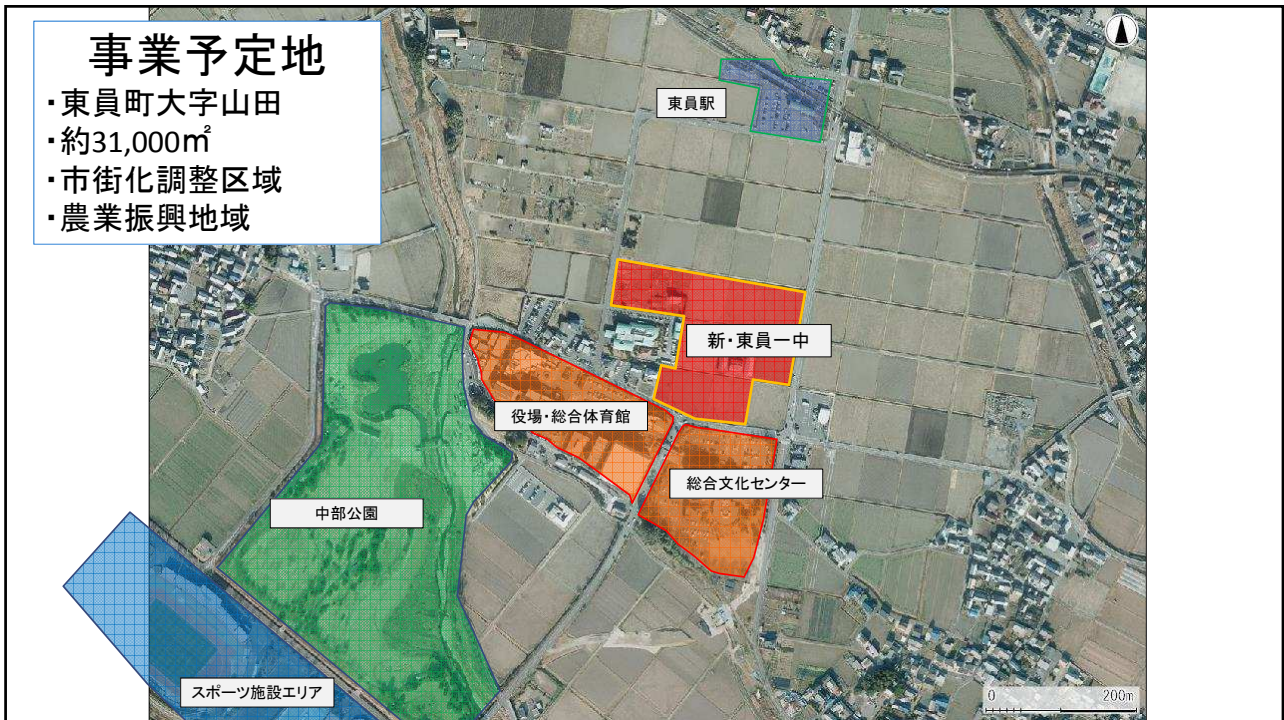 事業予定地
・東員町大字山田
・約31,000㎡
・市街化調整区域
・農業振興地域
東員駅
新・東員一中
役場・総合体育館
総合文化センター
中部公園
スポーツ施設エリア
0 200m